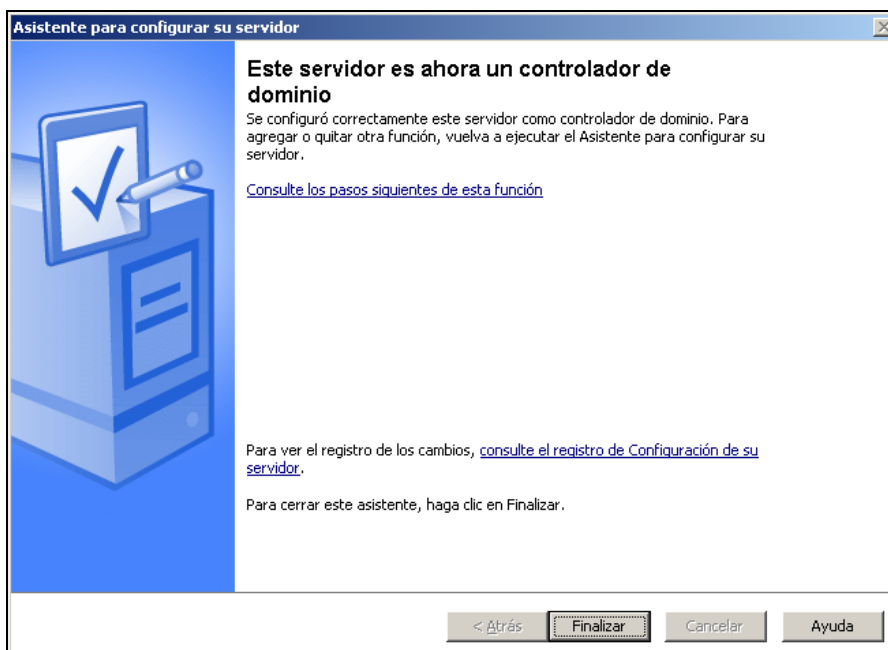 Asistente para configurar su servidor
Este servidor es ahora un controlador de
dominio
Se configuró correctamente este servidor como controlador de dominio. Para
agregar o quitar otra función, vuelva a ejecutar el Asistente para configurar su
servidor.
Consulte los pasos siguientes de esta función
Para ver el registro de los cambios, consulte el registro de Configuración de su
servidor.
Para cerrar este asistente, haga clic en Finalizar.
< Atrás Finalizar Cancelar Ayuda